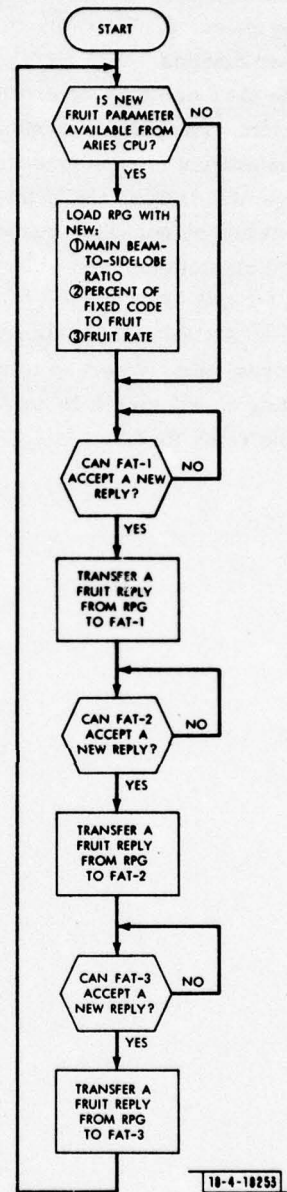 START
IS NEW
FRUIT PARAMETER
AVAILABLE FROM
ARIES CPU?
NO
YES
LOAD RPG WITH
NEW:
①MAIN BEAM-
TO-SIDELOBE
RATIO
②PERCENT OF
FIXED CODE
TO FRUIT
③FRUIT RATE
CAN FAT-1
ACCEPT A NEW
REPLY?
NO
YES
TRANSFER A
FRUIT REPLY
FROM RPG
TO FAT-1
CAN FAT-2
ACCEPT A
NEW REPLY?
NO
YES
TRANSFER A
FRUIT REPLY
FROM RPG
TO FAT-2
CAN FAT-3
ACCEPT A
NEW REPLY?
NO
YES
TRANSFER A
FRUIT REPLY
FROM RPG
TO FAT-3
18-4-18253